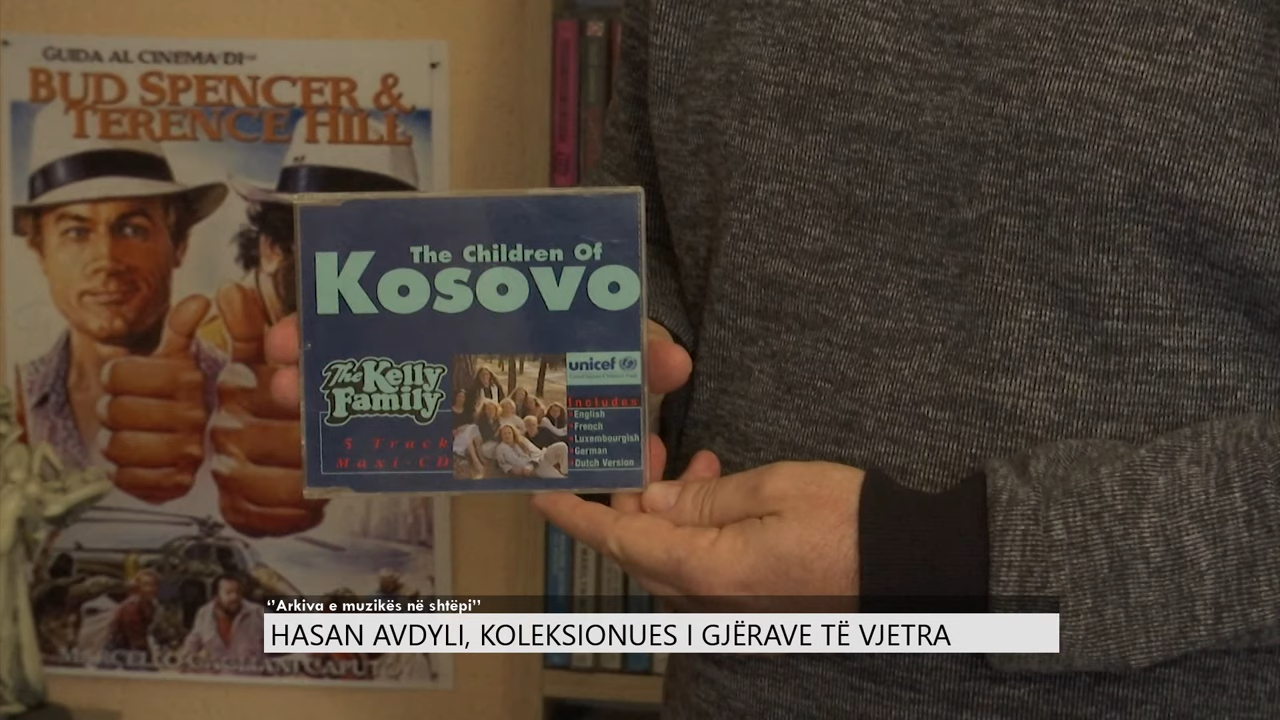 GUIDA AL CINEMA DI
BUD SPENCER &
TERENCE HILL
The Children Of
Kosovo
The Kelly
Family
unicef
5 Track
Maxi-CD
includes
English
French
Luxembourgish
German
Dutch Version
‘’Arkiva e muzikës në shtëpi’’
HASAN AVDYLI, KOLEKSIONUES I GJËRAVE TË VJETRA